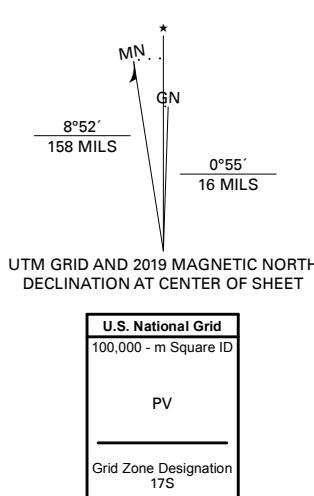 ★
MN
GN
8°52´
158 MILS
0°55´
16 MILS
UTM GRID AND 2019 MAGNETIC NORTH
DECLINATION AT CENTER OF SHEET
U.S. National Grid
100,000 - m Square ID
PV
Grid Zone Designation
17S